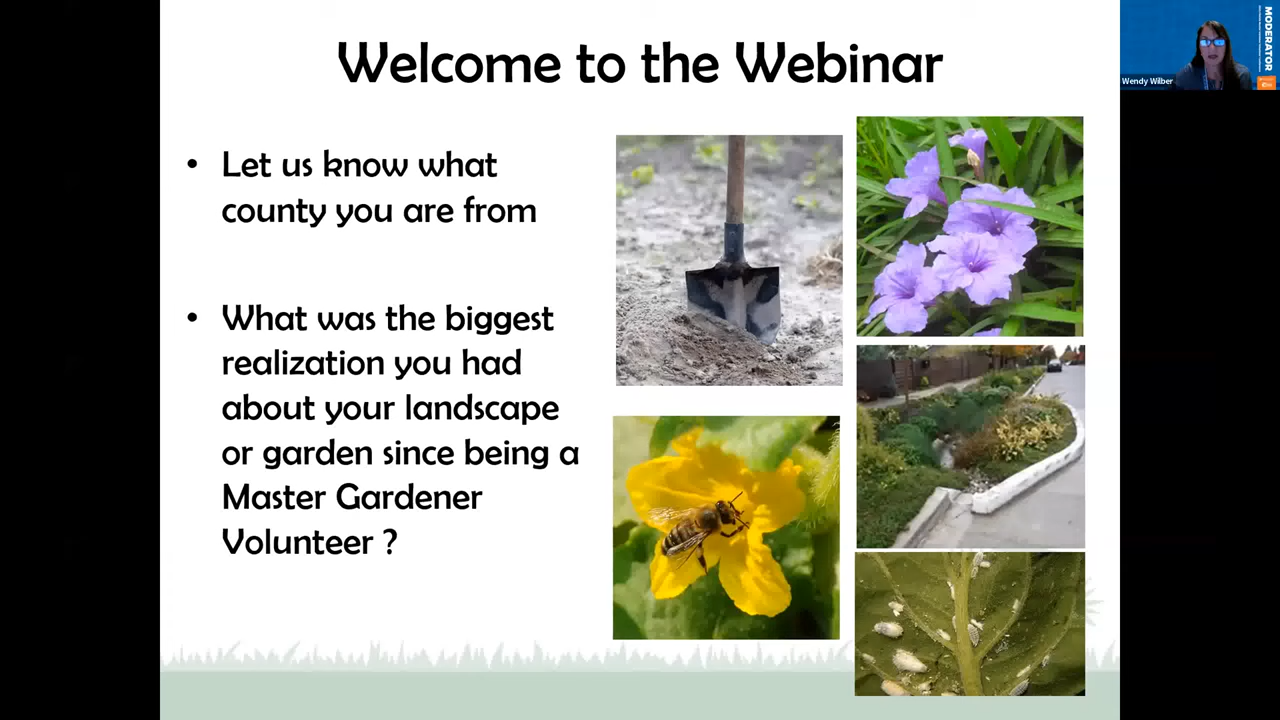 Welcome to the Webinar
• Let us know what
county you are from
• What was the biggest
realization you had
about your landscape
or garden since being a
Master Gardener
Volunteer ?
Wendy Wilber
MODERATOR